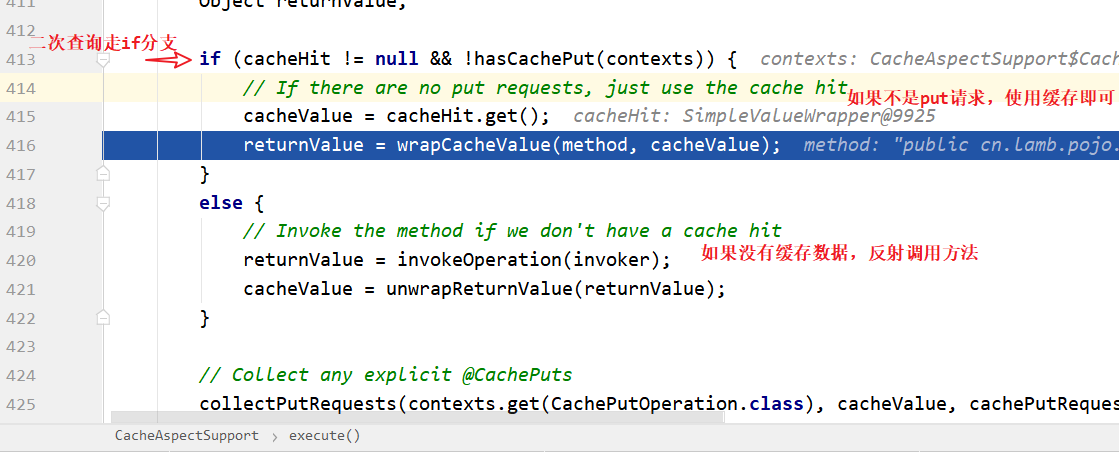 411 Object returnValue;
412
二次查询走if分支
413 if (cacheHit != null && !hasCachePut(contexts)) { contexts: CacheAspectSupport$Cach
414 // If there are no put requests, just use the cache hit
如果不是put请求，使用缓存即可
415 cacheValue = cacheHit.get(); cacheHit: SimpleValueWrapper@9925
416 returnValue = wrapCacheValue(method, cacheValue); method: "public cn.lamb.pojo.
417 }
418 else {
419 // Invoke the method if we don't have a cache hit
420 returnValue = invokeOperation(invoker);
如果没有缓存数据，反射调用方法
421 cacheValue = unwrapReturnValue(returnValue);
422 }
423
424 // Collect any explicit @CachePuts
425 collectPutRequests(contexts.get(CachePutOperation.class), cacheValue, cachePutReques
CacheAspectSupport › execute()